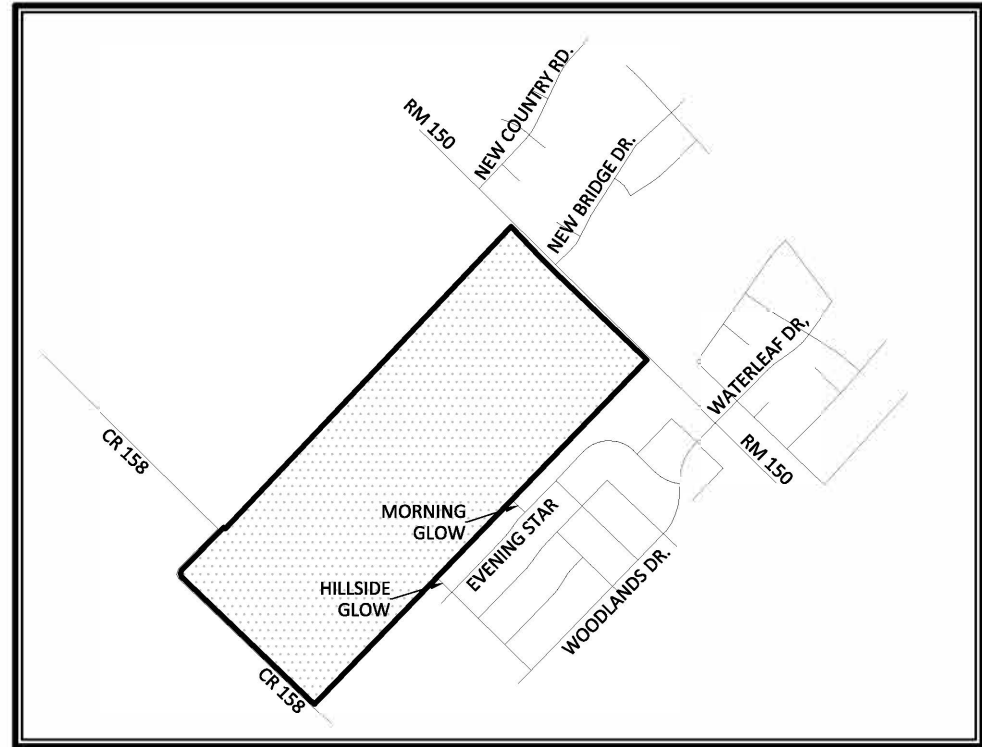 NEW COUNTRY RD.
RM 150
NEW BRIDGE DR.
WATERLEAF DR,
RM 150
CR 158
MORNING
GLOW
EVENING STAR
HILLSIDE
GLOW
WOODLANDS DR.
CR 158